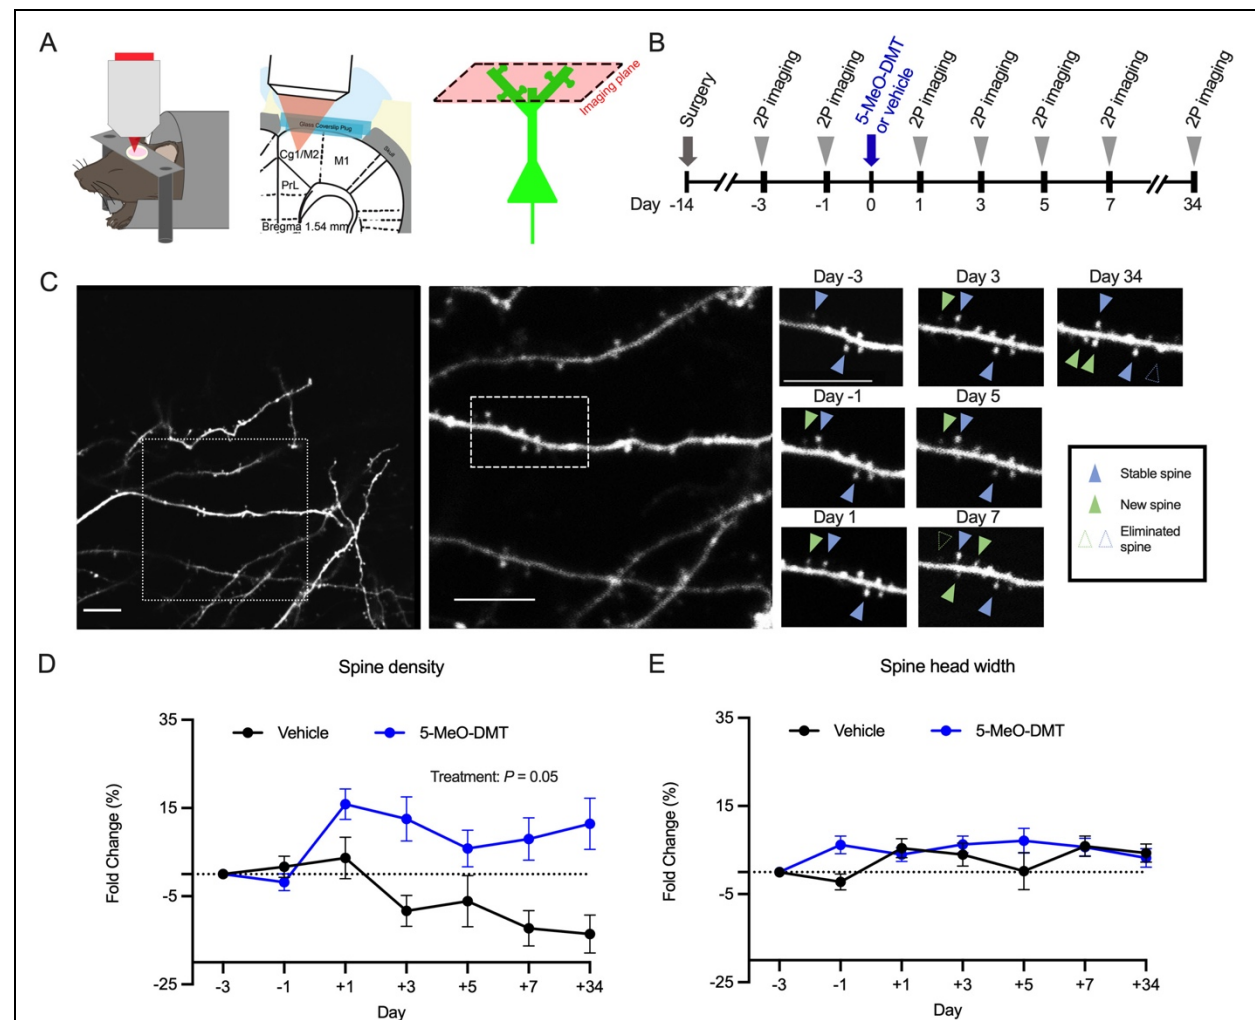 A
Glass Coverslip Plug
Skull
Cg1/M2
M1
PrL
Bregma 1.54 mm
Imaging plane
B
Surgery
2P imaging
2P imaging
5-MeO-DMT
or vehicle
2P imaging
2P imaging
2P imaging
2P imaging
2P imaging
Day -14 -3 -1 0 1 3 5 7 34
C
Day -3
Day 3
Day 34
Day -1
Day 5
Day 1
Day 7
Stable spine
New spine
Eliminated
spine
D
Spine density
Vehicle
5-MeO-DMT
Treatment: P = 0.05
Fold Change (%)
35
15
-5
-25
-3 -1 +1 +3 +5 +7 +34
Day
E
Spine head width
Vehicle
5-MeO-DMT
Fold Change (%)
35
15
-5
-25
-3 -1 +1 +3 +5 +7 +34
Day